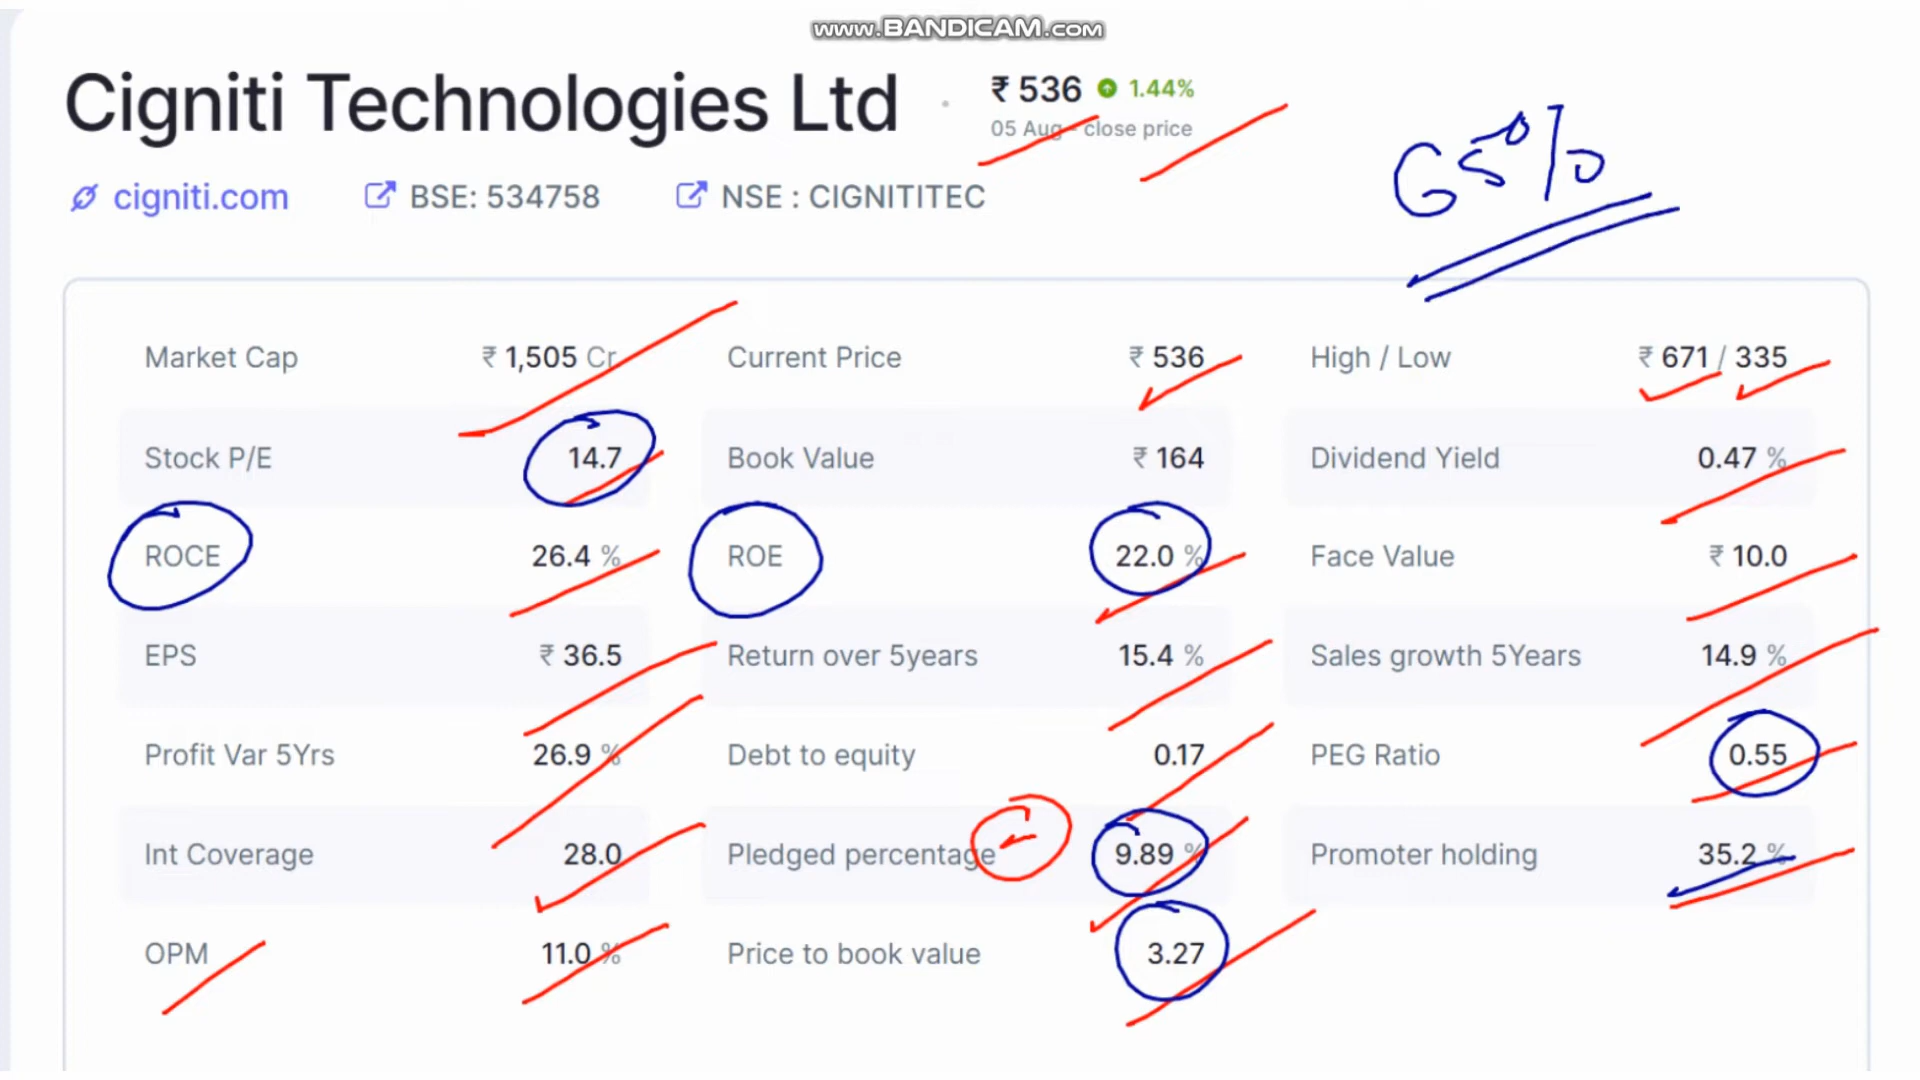 www.BANDICAM.com
Cigniti Technologies Ltd
₹ 536 1.44%
05 Aug - close price
65%
cigniti.com BSE: 534758 NSE : CIGNITITEC
Market Cap ₹ 1,505 Cr. Current Price ₹ 536 High / Low ₹ 671 / 335
Stock P/E 14.7 Book Value ₹ 164 Dividend Yield 0.47 %
ROCE 26.4 % ROE 22.0 % Face Value ₹ 10.0
EPS ₹ 36.5 Return over 5years 15.4 % Sales growth 5Years 14.9 %
Profit Var 5Yrs 26.9 % Debt to equity 0.17 PEG Ratio 0.55
Int Coverage 28.0 Pledged percentage 9.89 % Promoter holding 35.2 %
OPM 11.0 % Price to book value 3.27